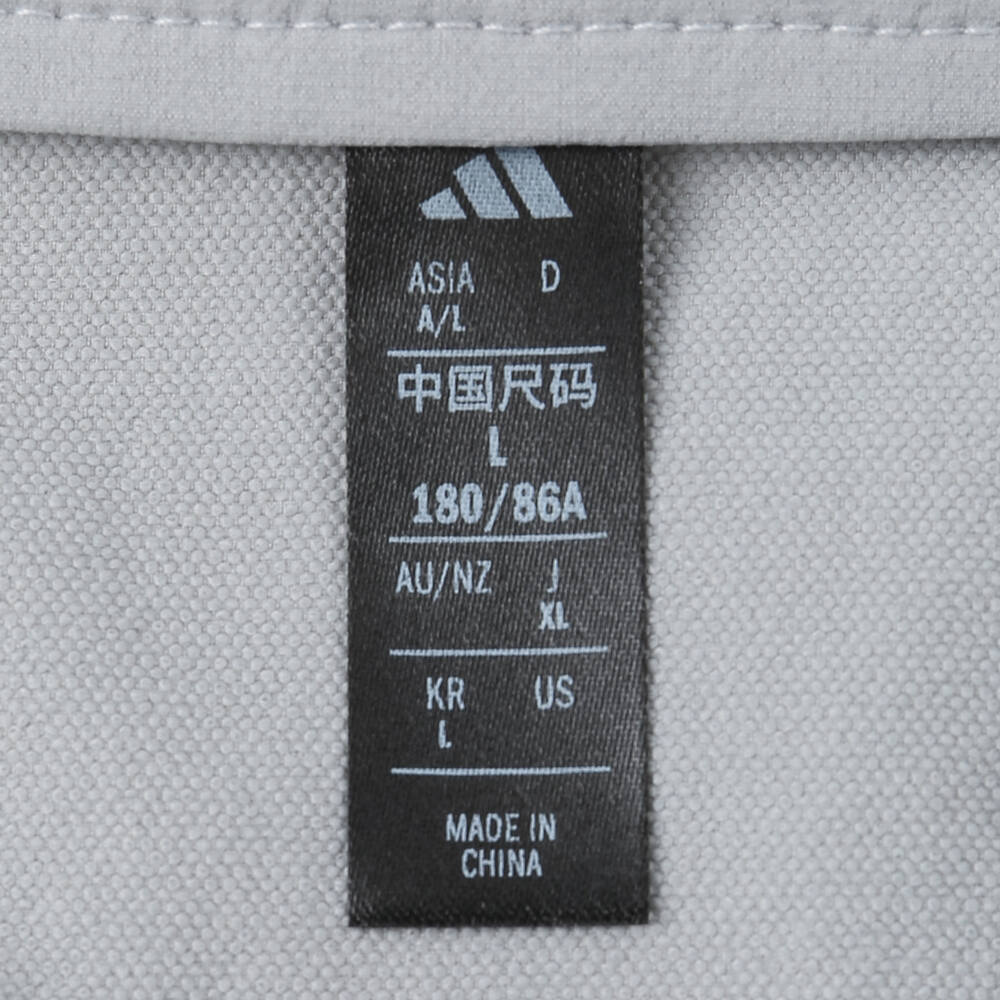 ASIA D
A/L
中国尺码
L
180/86A
AU/NZ J
XL
KR US
L
MADE IN
CHINA